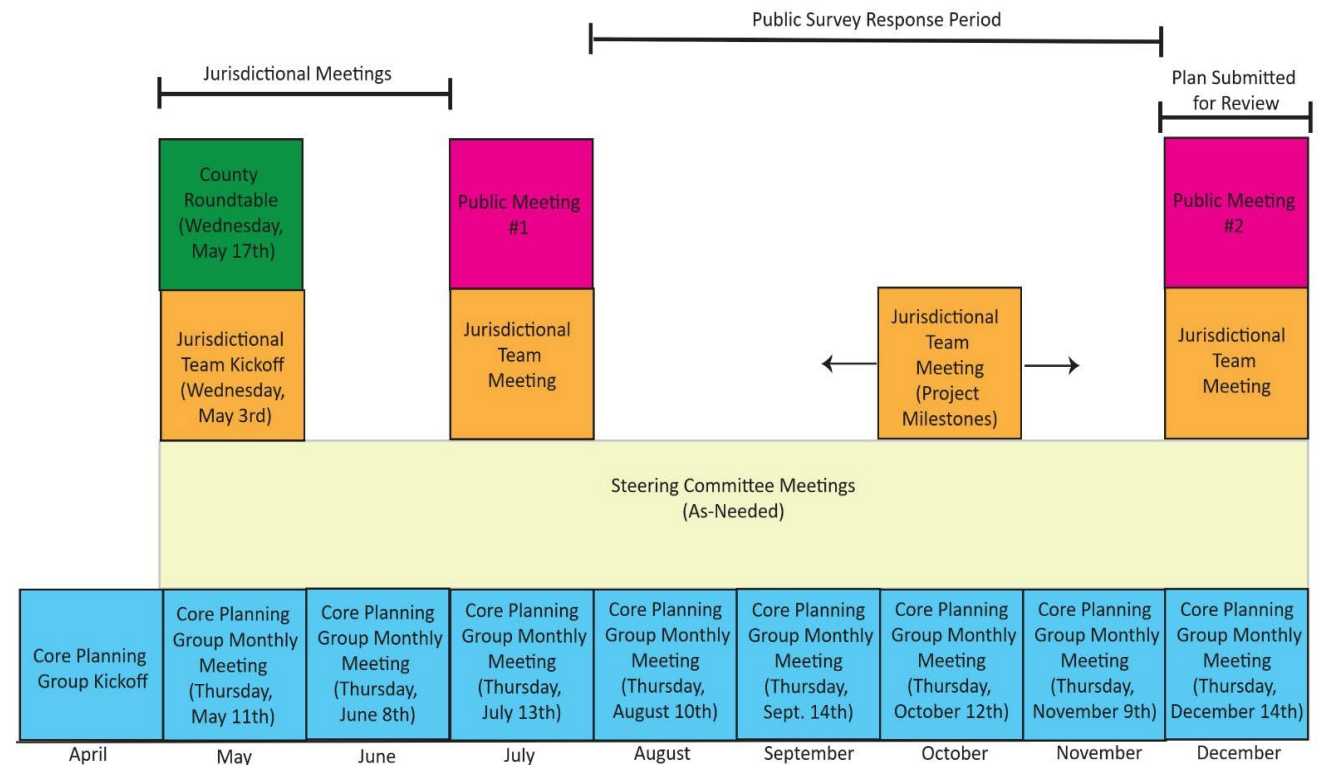 Public Survey Response Period
Jurisdictional Meetings
Plan Submitted
for Review
County
Roundtable
(Wednesday,
May 17th)
Public Meeting
#1
Public Meeting
#2
Jurisdictional
Team Kickoff
(Wednesday,
May 3rd)
Jurisdictional
Team
Meeting
Jurisdictional
Team
Meeting
(Project
Milestones)
Jurisdictional
Team
Meeting
Steering Committee Meetings
(As-Needed)
Core Planning
Group Kickoff
Core Planning
Group Monthly
Meeting
(Thursday,
May 11th)
Core Planning
Group Monthly
Meeting
(Thursday,
June 8th)
Core Planning
Group Monthly
Meeting
(Thursday,
July 13th)
Core Planning
Group Monthly
Meeting
(Thursday,
August 10th)
Core Planning
Group Monthly
Meeting
(Thursday,
Sept. 14th)
Core Planning
Group Monthly
Meeting
(Thursday,
October 12th)
Core Planning
Group Monthly
Meeting
(Thursday,
November 9th)
Core Planning
Group Monthly
Meeting
(Thursday,
December 14th)
April
May
June
July
August
September
October
November
December